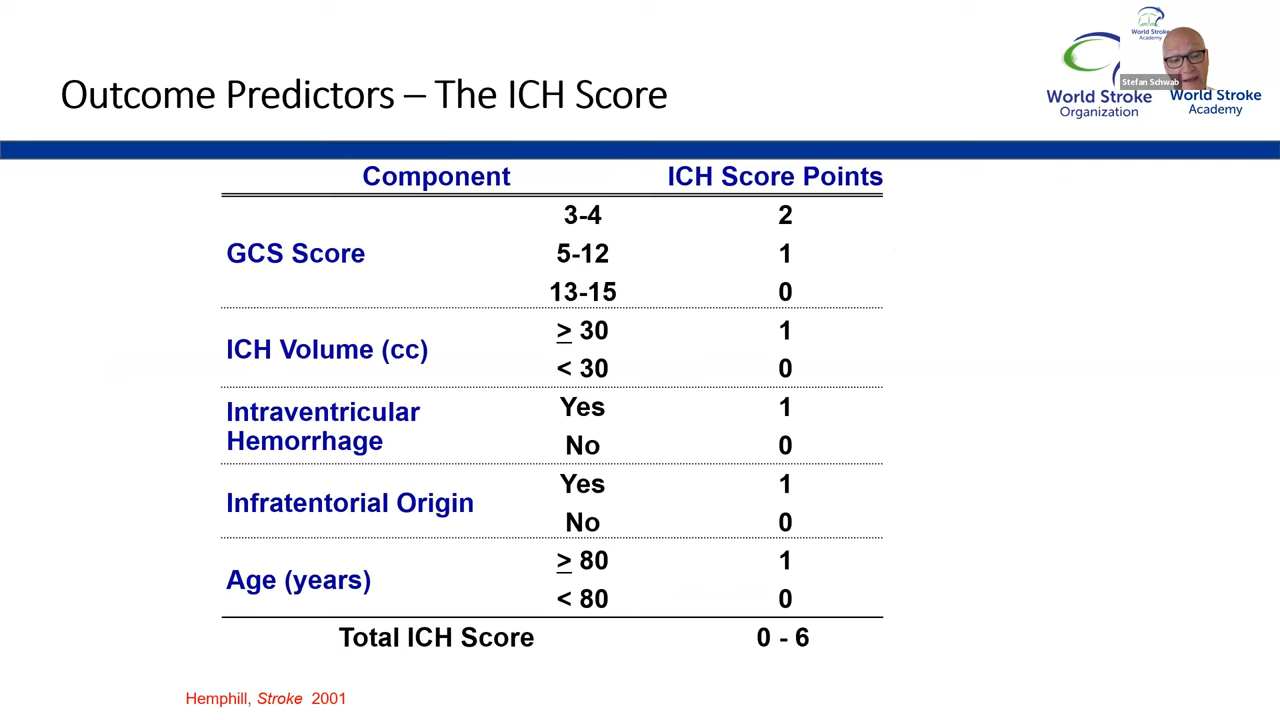 World Stroke
Academy
Stefan Schwab
World Stroke
Organization
World Stroke
Academy
Outcome Predictors – The ICH Score
Component ICH Score Points
GCS Score
3-4 2
5-12 1
13-15 0
ICH Volume (cc)
≥ 30 1
< 30 0
Intraventricular
Hemorrhage
Yes 1
No 0
Infratentorial Origin
Yes 1
No 0
Age (years)
≥ 80 1
< 80 0
Total ICH Score 0 - 6
Hemphill, Stroke 2001